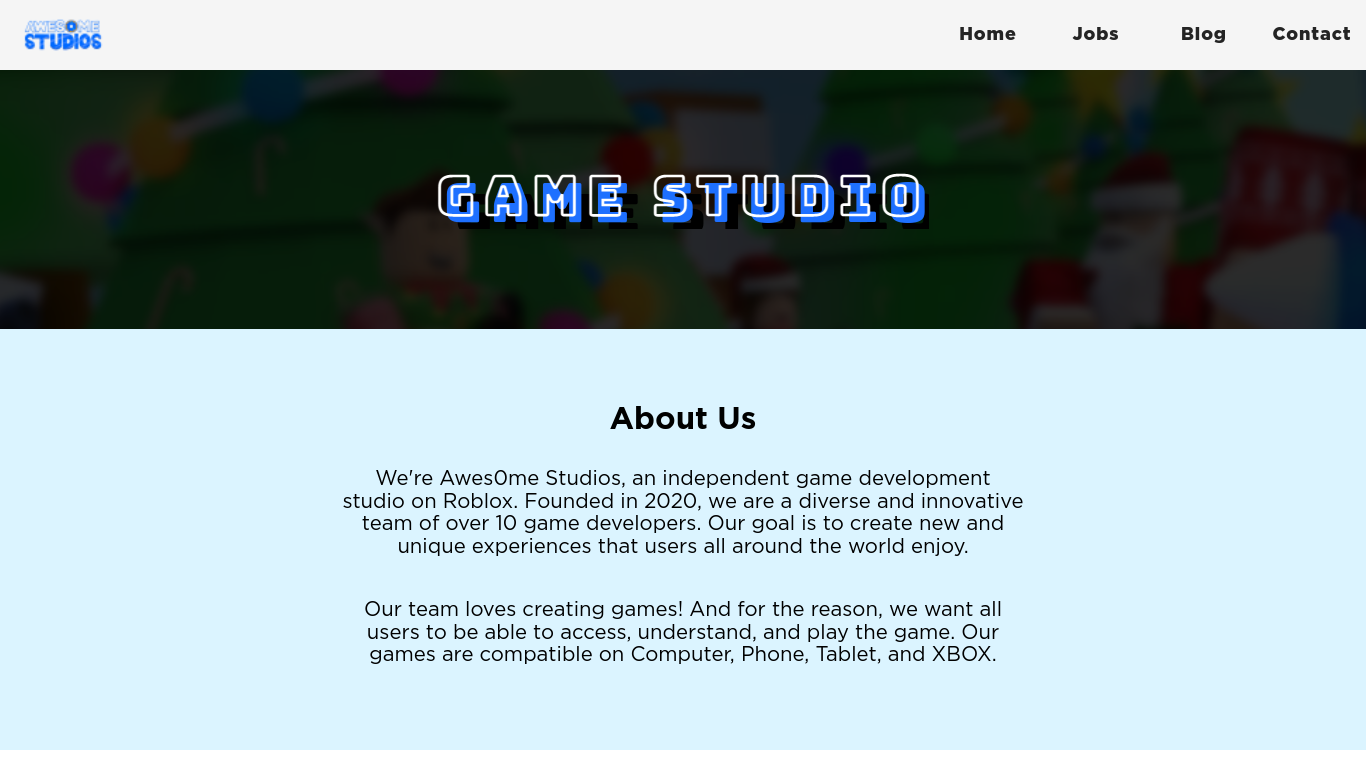 AWES0ME
STUDIOS
Home Jobs Blog Contact
GAME STUDIO
About Us
We're Awes0me Studios, an independent game development
studio on Roblox. Founded in 2020, we are a diverse and innovative
team of over 10 game developers. Our goal is to create new and
unique experiences that users all around the world enjoy.
Our team loves creating games! And for the reason, we want all
users to be able to access, understand, and play the game. Our
games are compatible on Computer, Phone, Tablet, and XBOX.